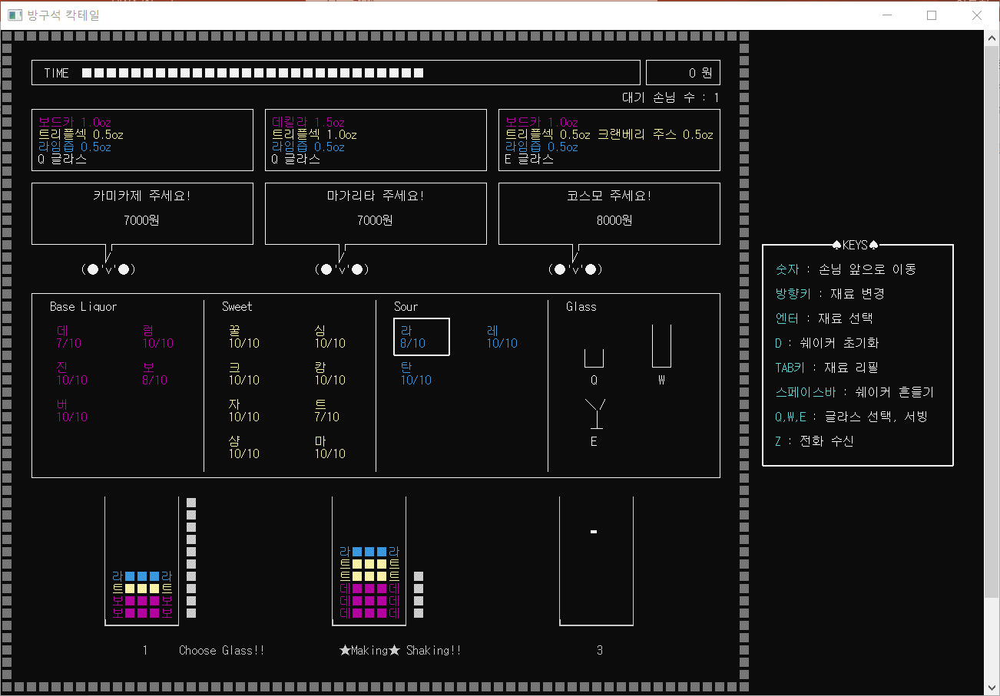 방구석 칵테일
TIME
0 원
대기 손님 수 : 1
보드카 1.0oz
트리플섹 0.5oz
라임즙 0.5oz
Q 글라스
데킬라 1.5oz
트리플섹 1.0oz
라임즙 0.5oz
Q 글라스
보드카 1.0oz
트리플섹 0.5oz 크랜베리 주스 0.5oz
라임즙 0.5oz
E 글라스
카미카제 주세요!
7000원
마가리타 주세요!
7000원
코스모 주세요!
8000원
(●'v'●)
(●'v'●)
(●'v'●)
Base Liquor
데 럼
7/10 10/10
진 보
10/10 8/10
버
10/10
Sweet
꿀 심
10/10 10/10
크 캄
10/10 10/10
자 트
10/10 7/10
샴 마
10/10 10/10
Sour
라 레
8/10 10/10
탄
10/10
Glass
Q W
E
라 라
트 트
보 보
보 보
1 Choose Glass!!
라 라
트 트
트 트
데 데
데 데
데 데
★Making★ Shaking!!
3
♠KEYS♠
숫자 : 손님 앞으로 이동
방향키 : 재료 변경
엔터 : 재료 선택
D : 쉐이커 초기화
TAB키 : 재료 리필
스페이스바 : 쉐이커 흔들기
Q,W,E : 글라스 선택, 서빙
Z : 전화 수신